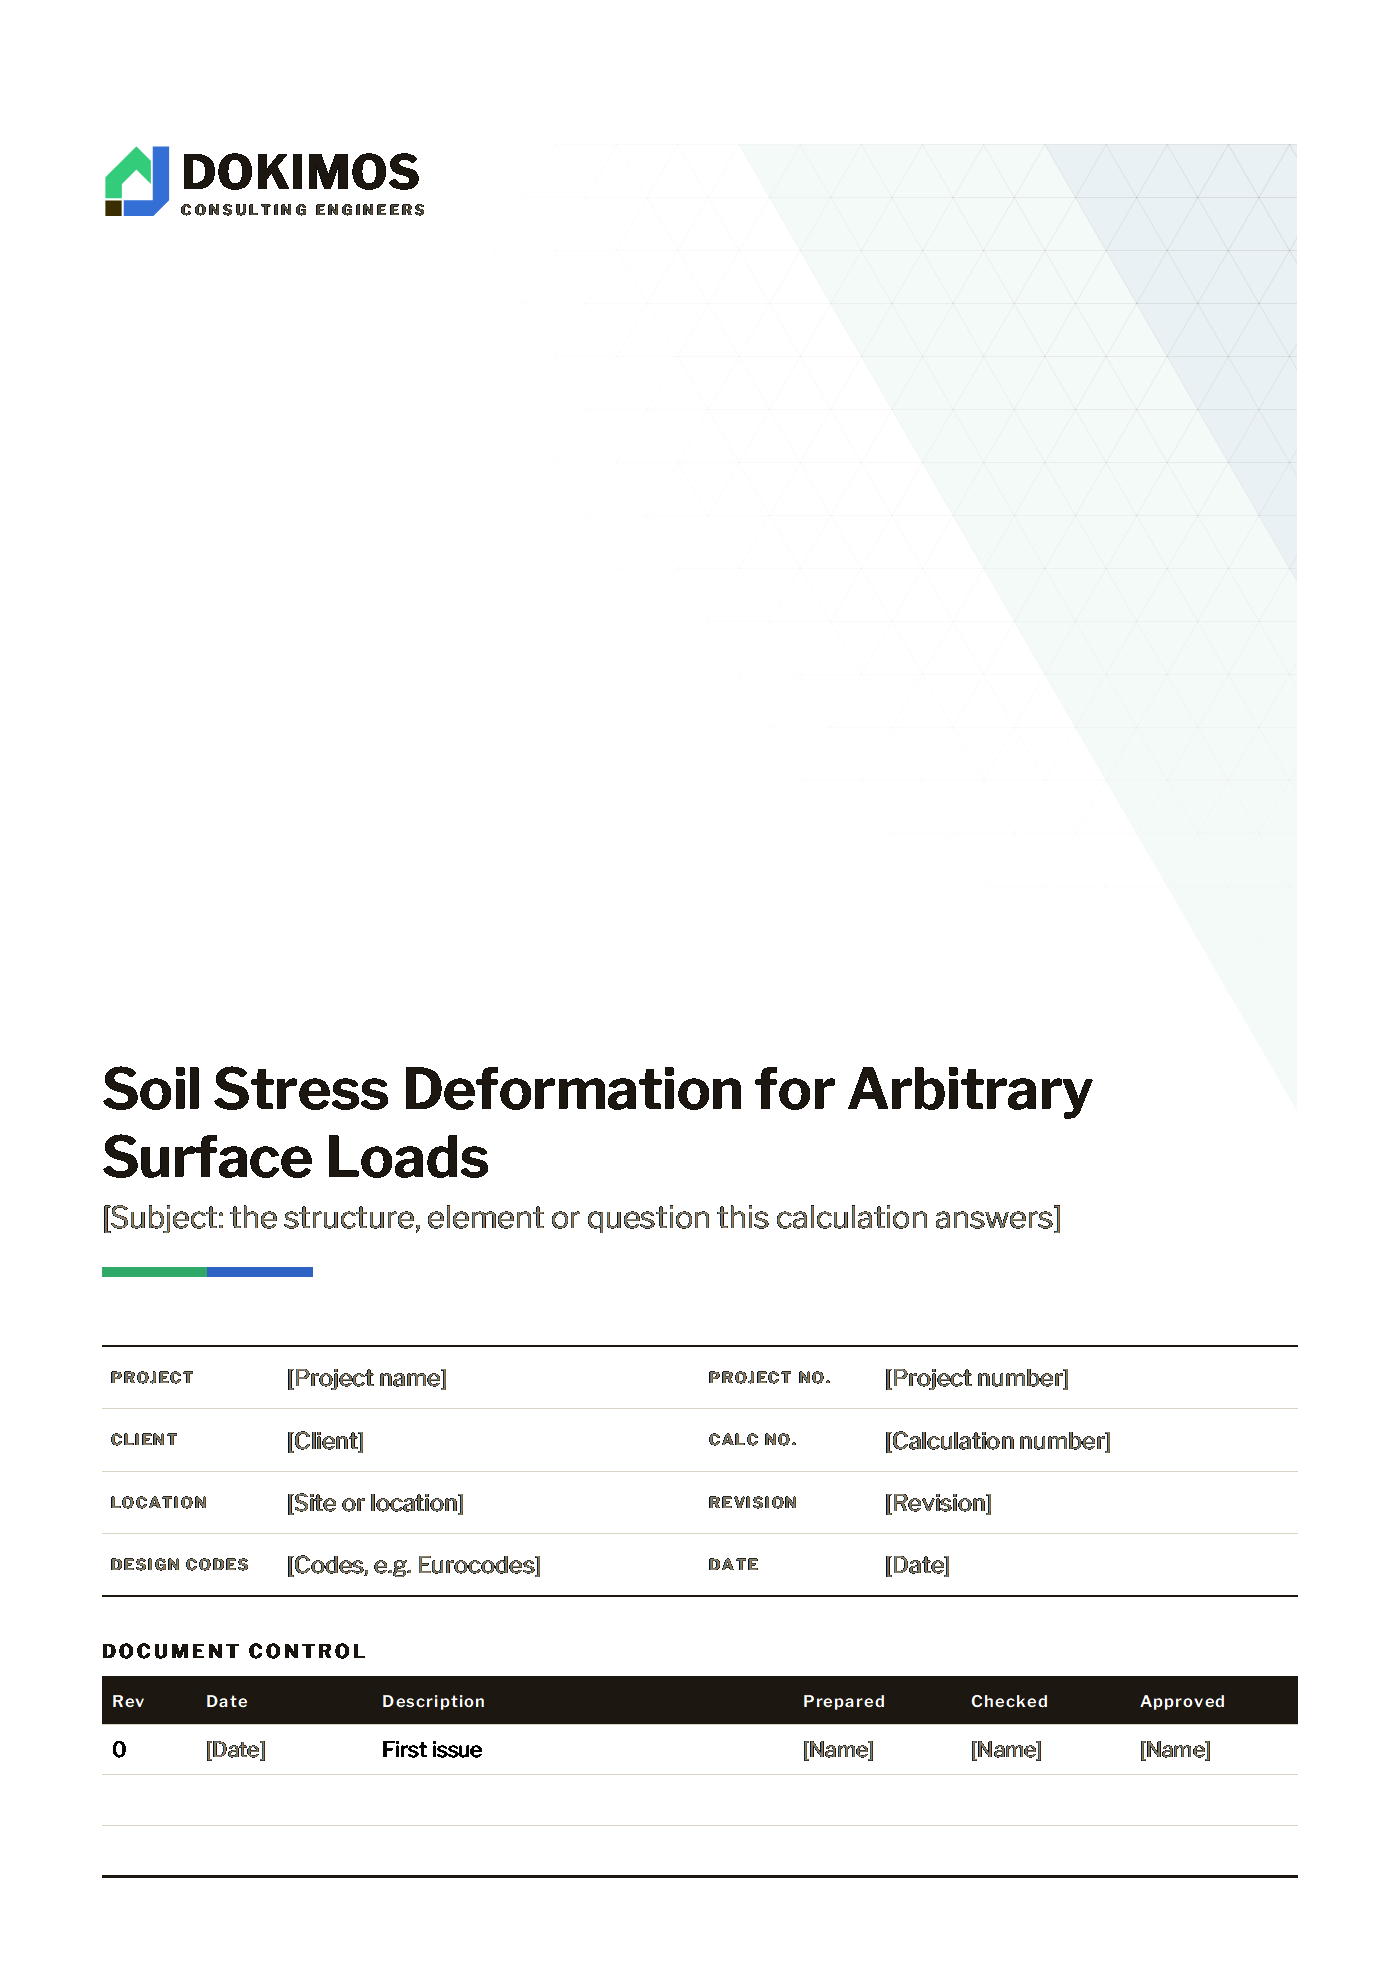 DOKIMOS
CONSULTING ENGINEERS
Soil Stress Deformation for Arbitrary
Surface Loads
[Subject: the structure, element or question this calculation answers]
PROJECT [Project name] PROJECT NO. [Project number]
CLIENT [Client] CALC NO. [Calculation number]
LOCATION [Site or location] REVISION [Revision]
DESIGN CODES [Codes, e.g. Eurocodes] DATE [Date]
DOCUMENT CONTROL
Rev Date Description Prepared Checked Approved
0 [Date] First issue [Name] [Name] [Name]